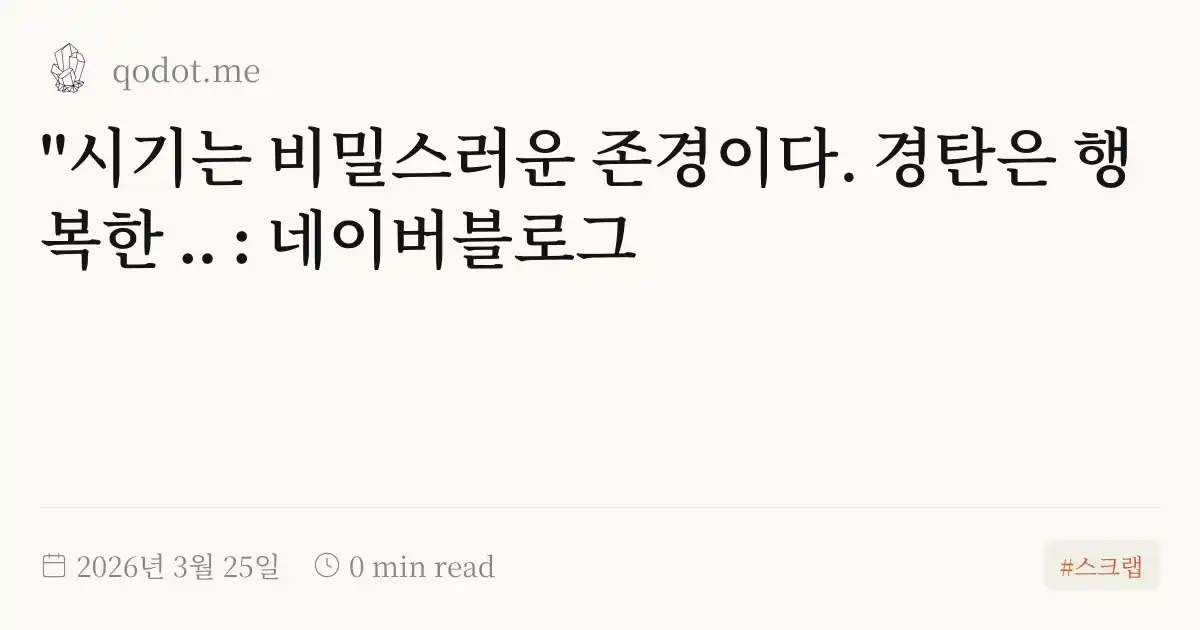 qodot.me
"시기는 비밀스러운 존경이다. 경탄은 행
복한 .. : 네이버블로그
2026년 3월 25일 0 min read
#스크랩